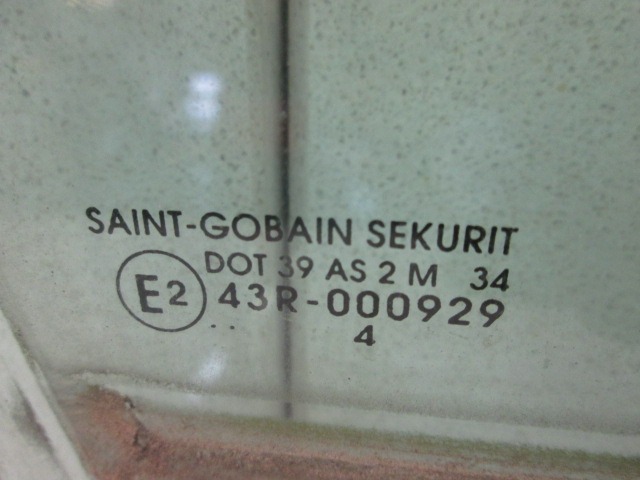 SAINT-GOBAIN SEKURIT
DOT 39 AS 2 M 34
E2 43R-000929
.. 4